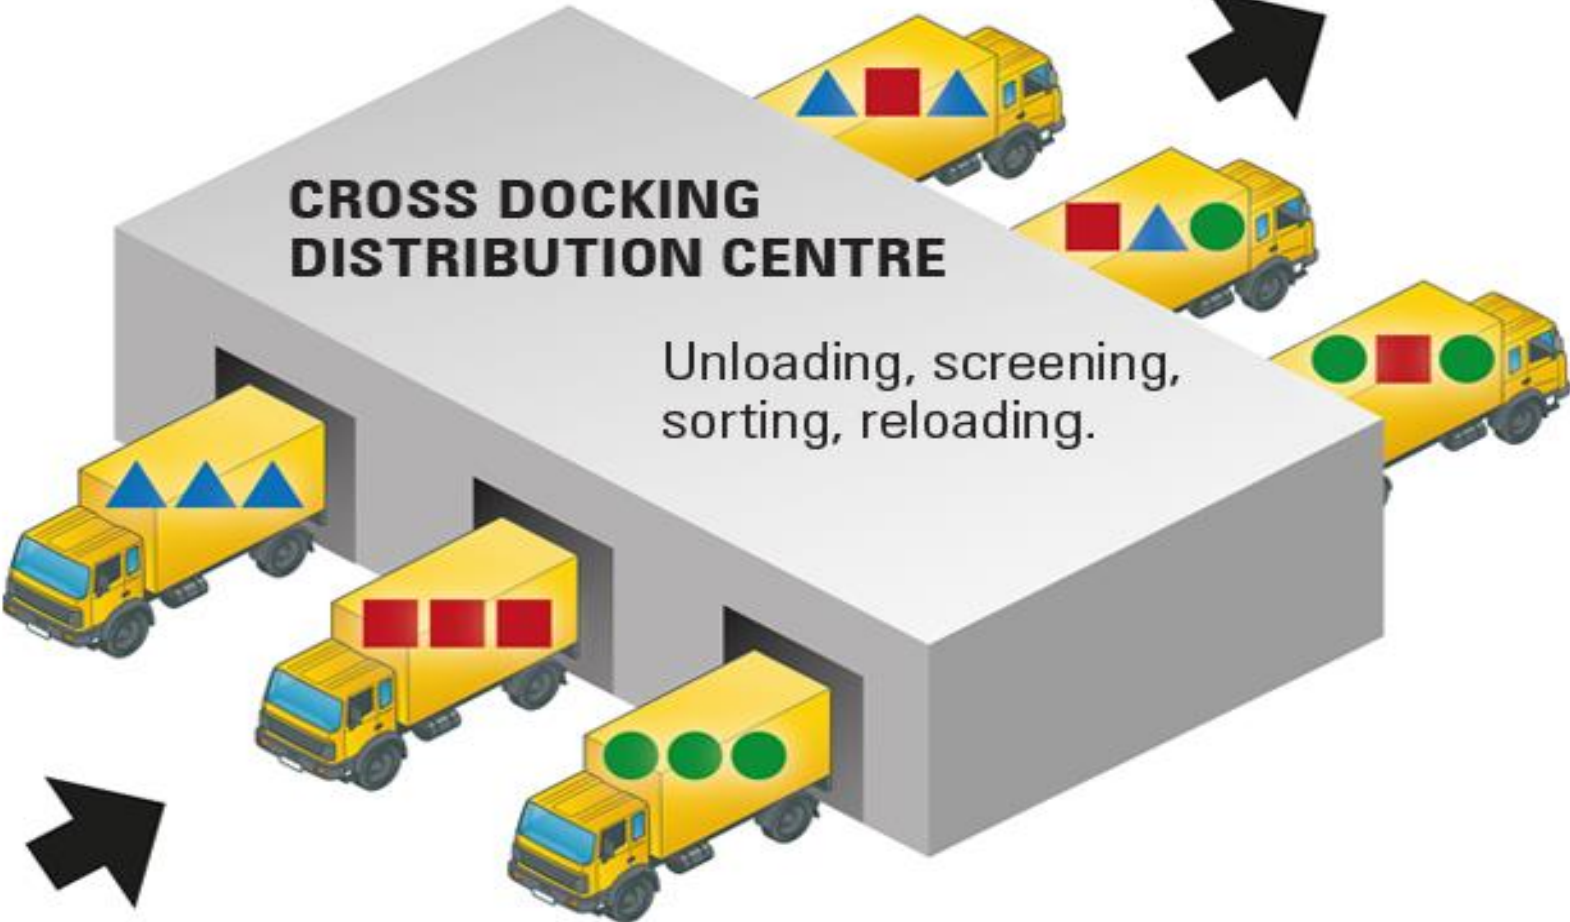 CROSS DOCKING
DISTRIBUTION CENTRE
Unloading, screening,
sorting, reloading.